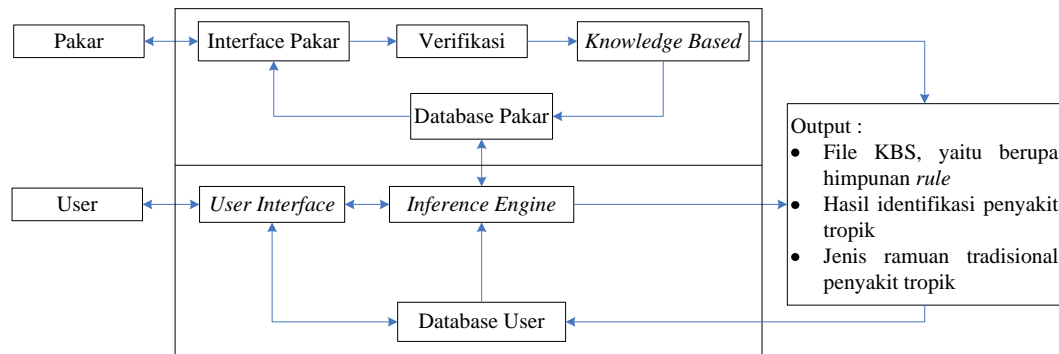 Pakar
Interface Pakar
Verifikasi
Knowledge Based
Database Pakar
Output :
● File KBS, yaitu berupa
himpunan rule
● Hasil identifikasi penyakit
tropik
● Jenis ramuan tradisional
penyakit tropik
User
User Interface
Inference Engine
Database User